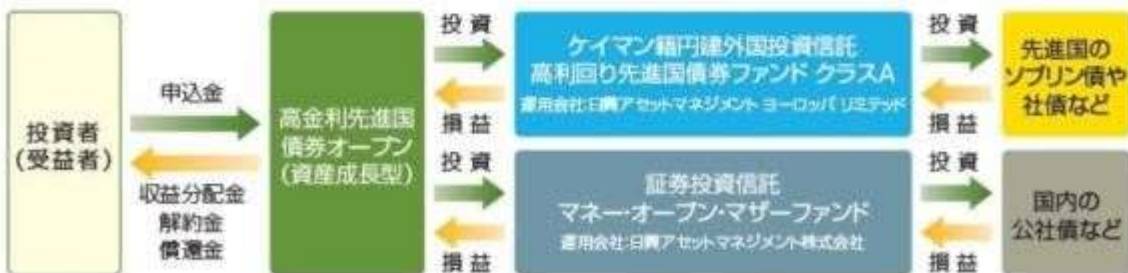 投資者
(受益者)
申込金
収益分配金
解約金
償還金
高金利先進国
債券オープン
(資産成長型)
投資
損益
ケイマン籍円建外国投資信託
高利回り先進国債券ファンド クラスA
運用会社:日興アセットマネジメント ヨーロッパ リミテッド
投資
損益
先進国の
ソブリン債や
社債など
投資
損益
証券投資信託
マネー・オープン・マザーファンド
運用会社:日興アセットマネジメント株式会社
投資
損益
国内の
公社債など